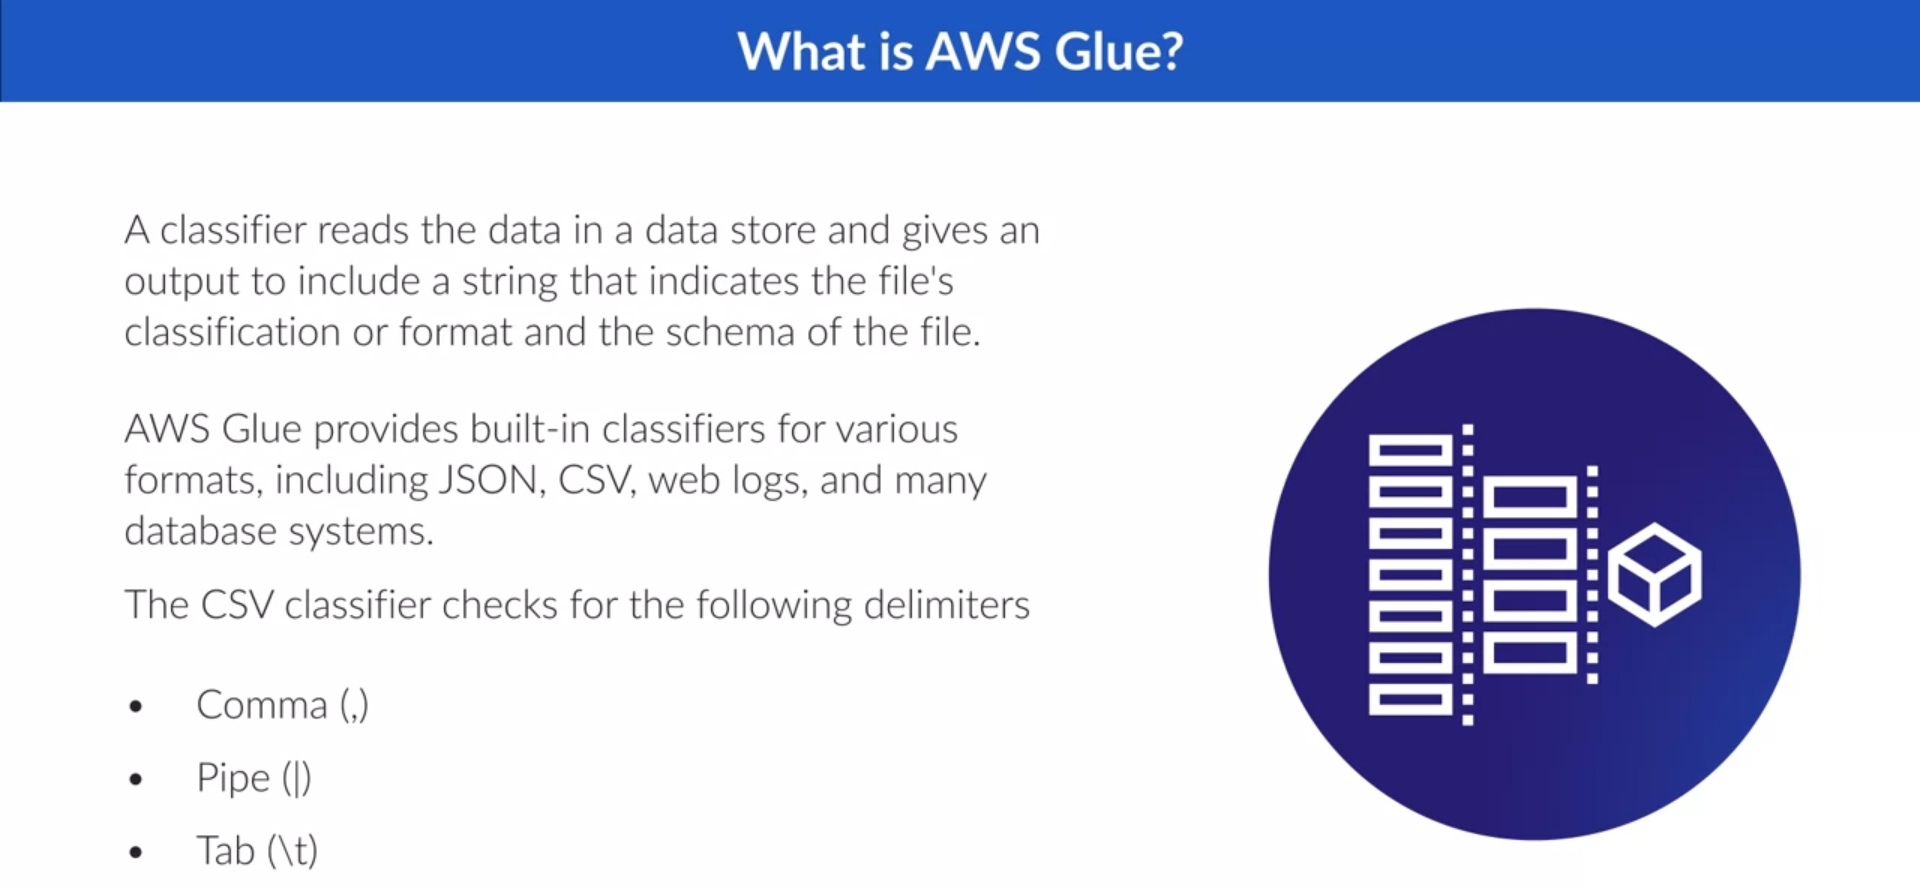 What is AWS Glue?
A classifier reads the data in a data store and gives an
output to include a string that indicates the file's
classification or format and the schema of the file.
AWS Glue provides built-in classifiers for various
formats, including JSON, CSV, web logs, and many
database systems.
The CSV classifier checks for the following delimiters
• Comma (,)
• Pipe (|)
• Tab (\t)